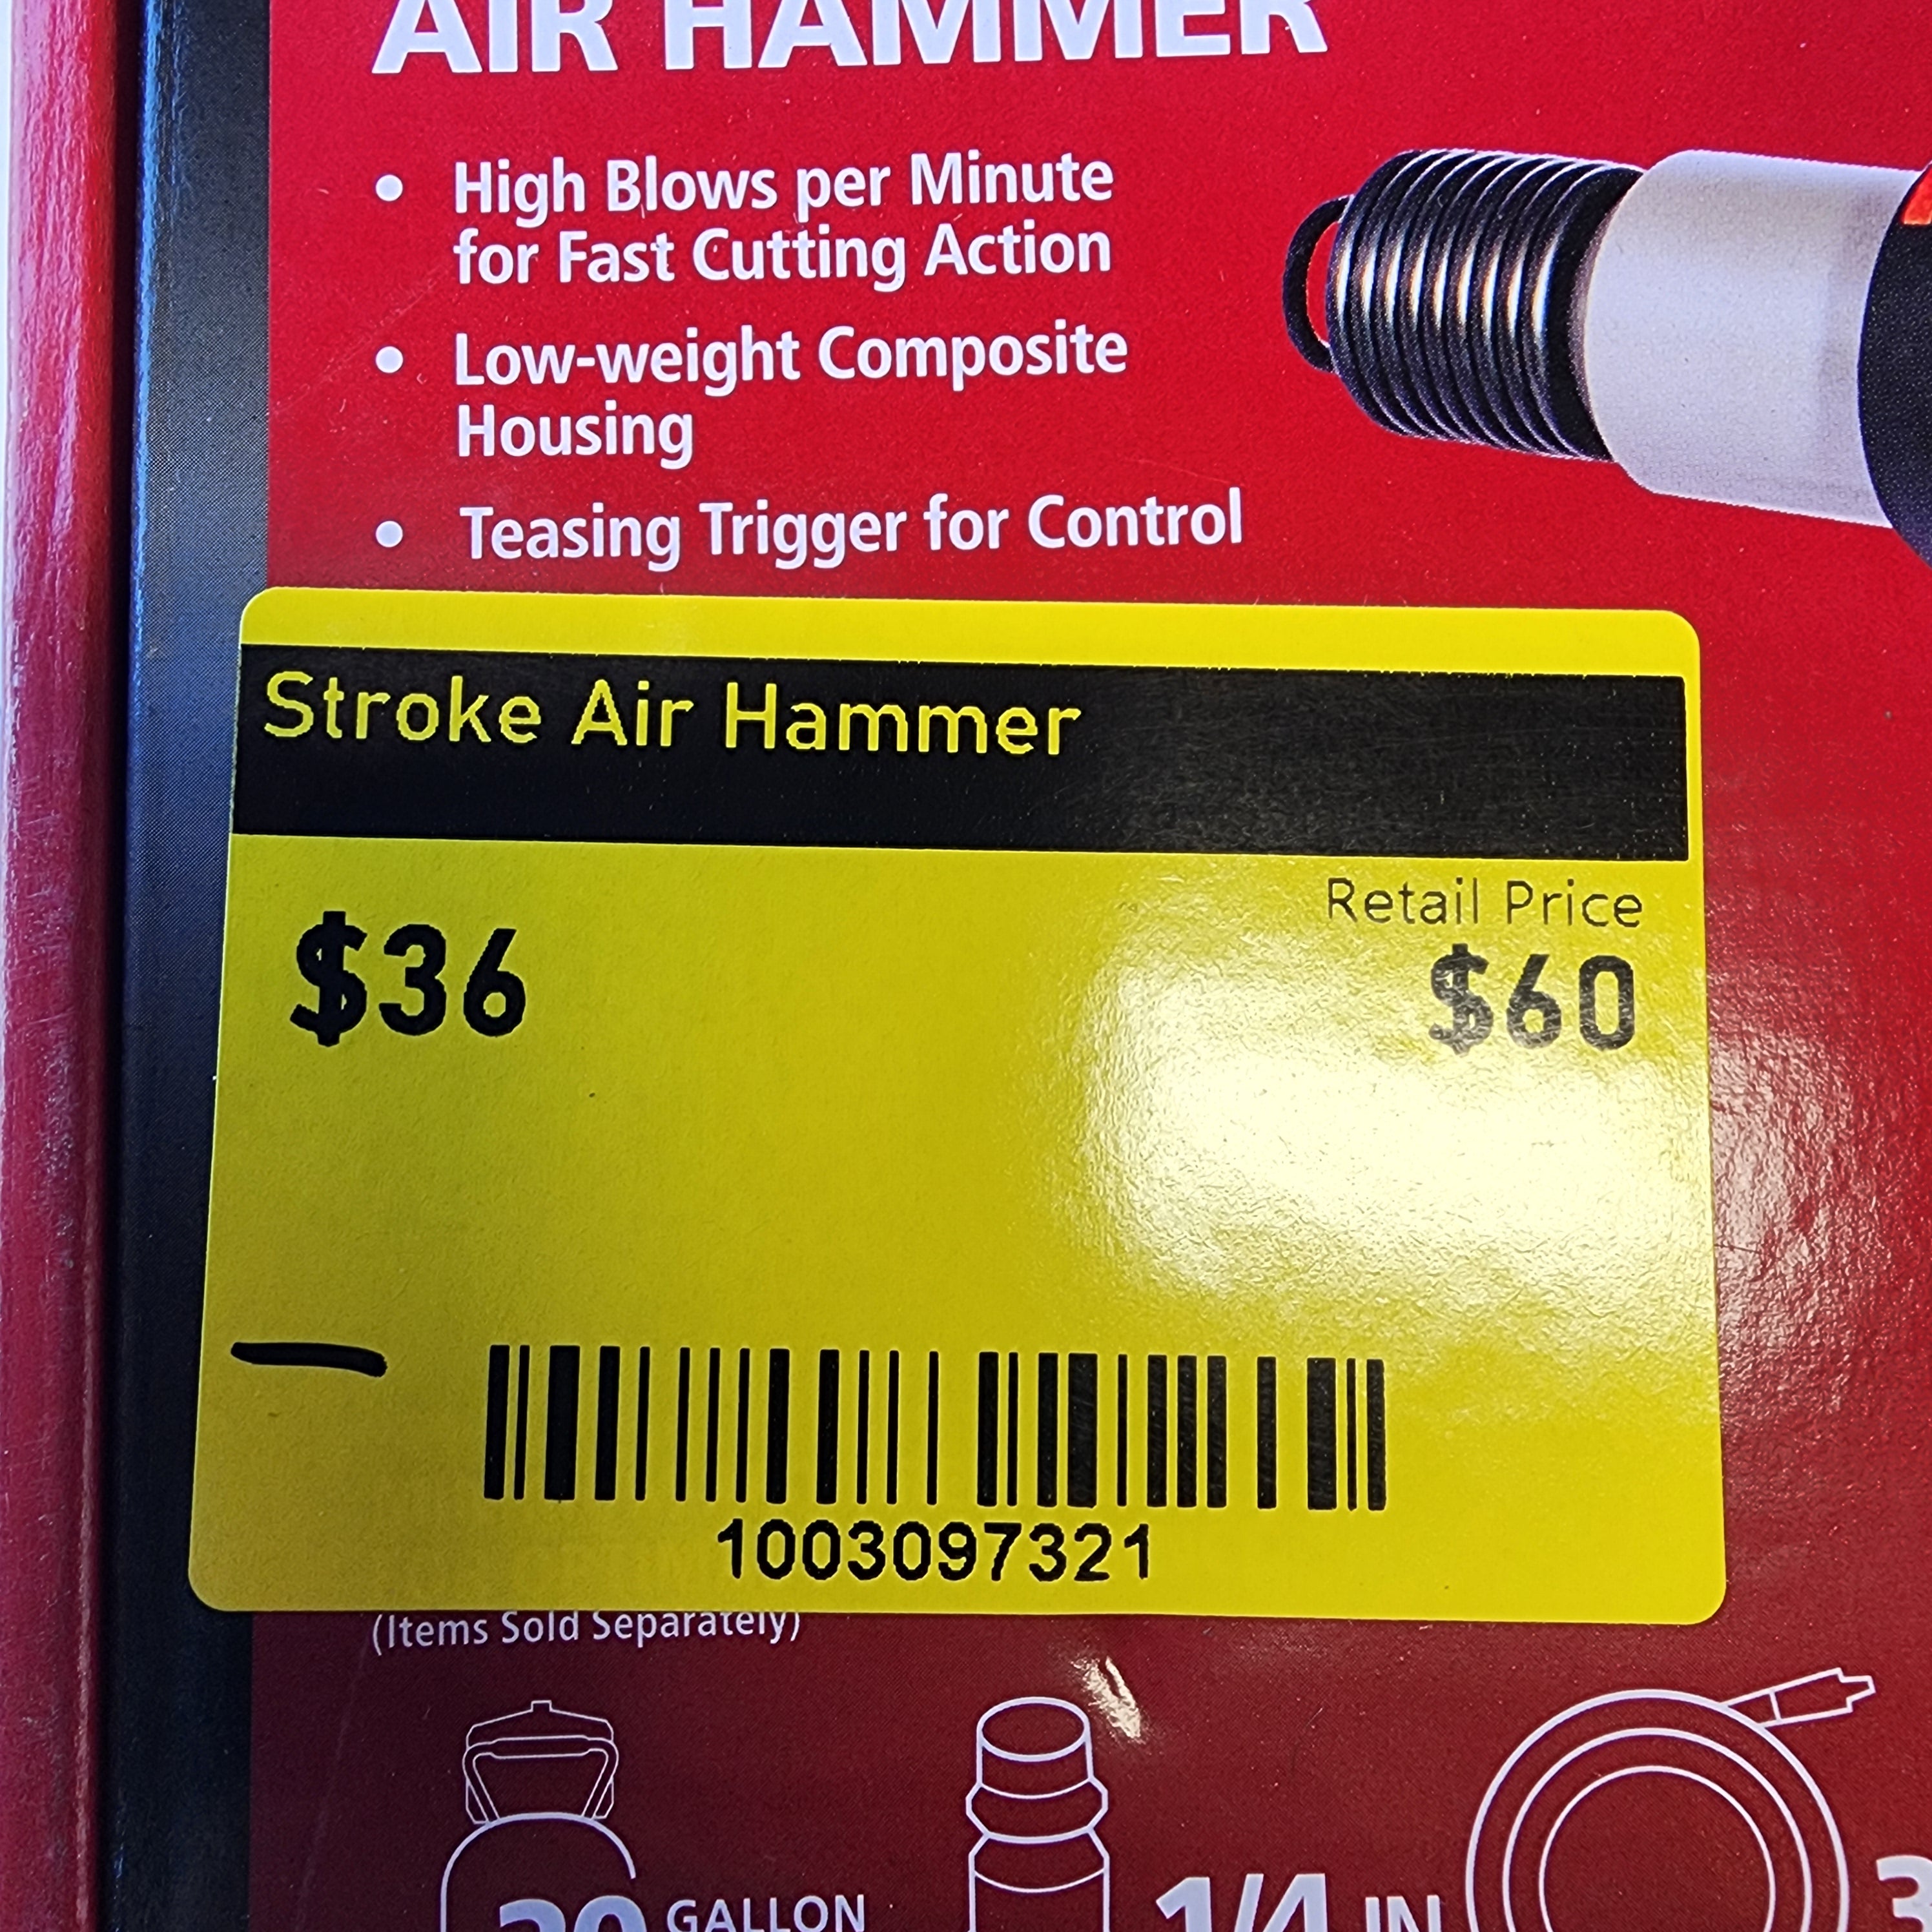 AIR HAMMER
• High Blows per Minute
for Fast Cutting Action
• Low-weight Composite
Housing
• Teasing Trigger for Control
Stroke Air Hammer
Retail Price
$36
$60
1003097321
(Items Sold Separately)
20 GALLON
1/4 IN